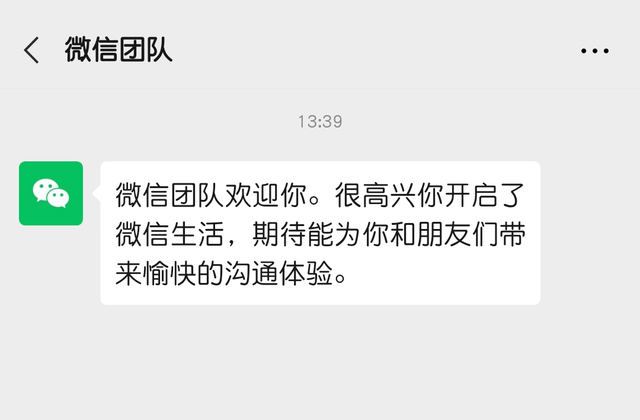 微信团队
13:39
微信团队欢迎你。很高兴你开启了
微信生活，期待能为你和朋友们带
来愉快的沟通体验。